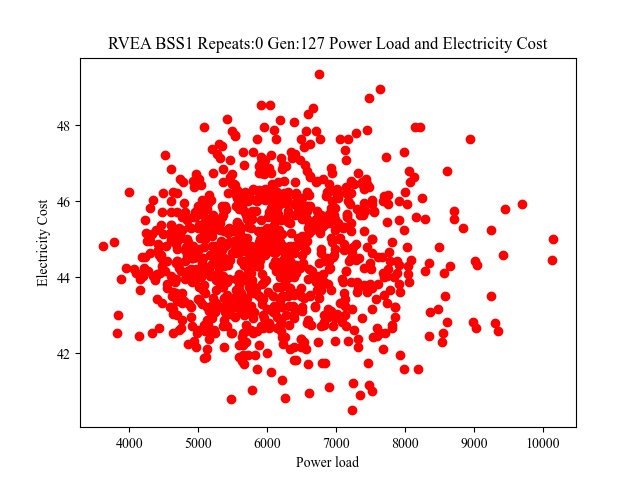 RVEA BSS1 Repeats:0 Gen:127 Power Load and Electricity Cost
48
46
44
42
Electricity Cost
4000 5000 6000 7000 8000 9000 10000
Power load